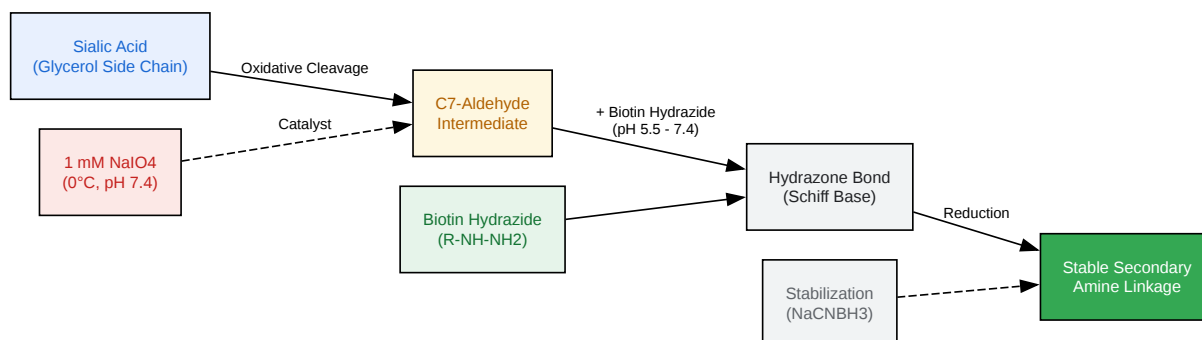 Sialic Acid
(Glycerol Side Chain)
Oxidative Cleavage
1 mM NaIO4
(0°C, pH 7.4)
Catalyst
C7-Aldehyde
Intermediate
+ Biotin Hydrazide
(pH 5.5 - 7.4)
Biotin Hydrazide
(R-NH-NH2)
Hydrazone Bond
(Schiff Base)
Reduction
Stabilization
(NaCNBH3)
Stable Secondary
Amine Linkage